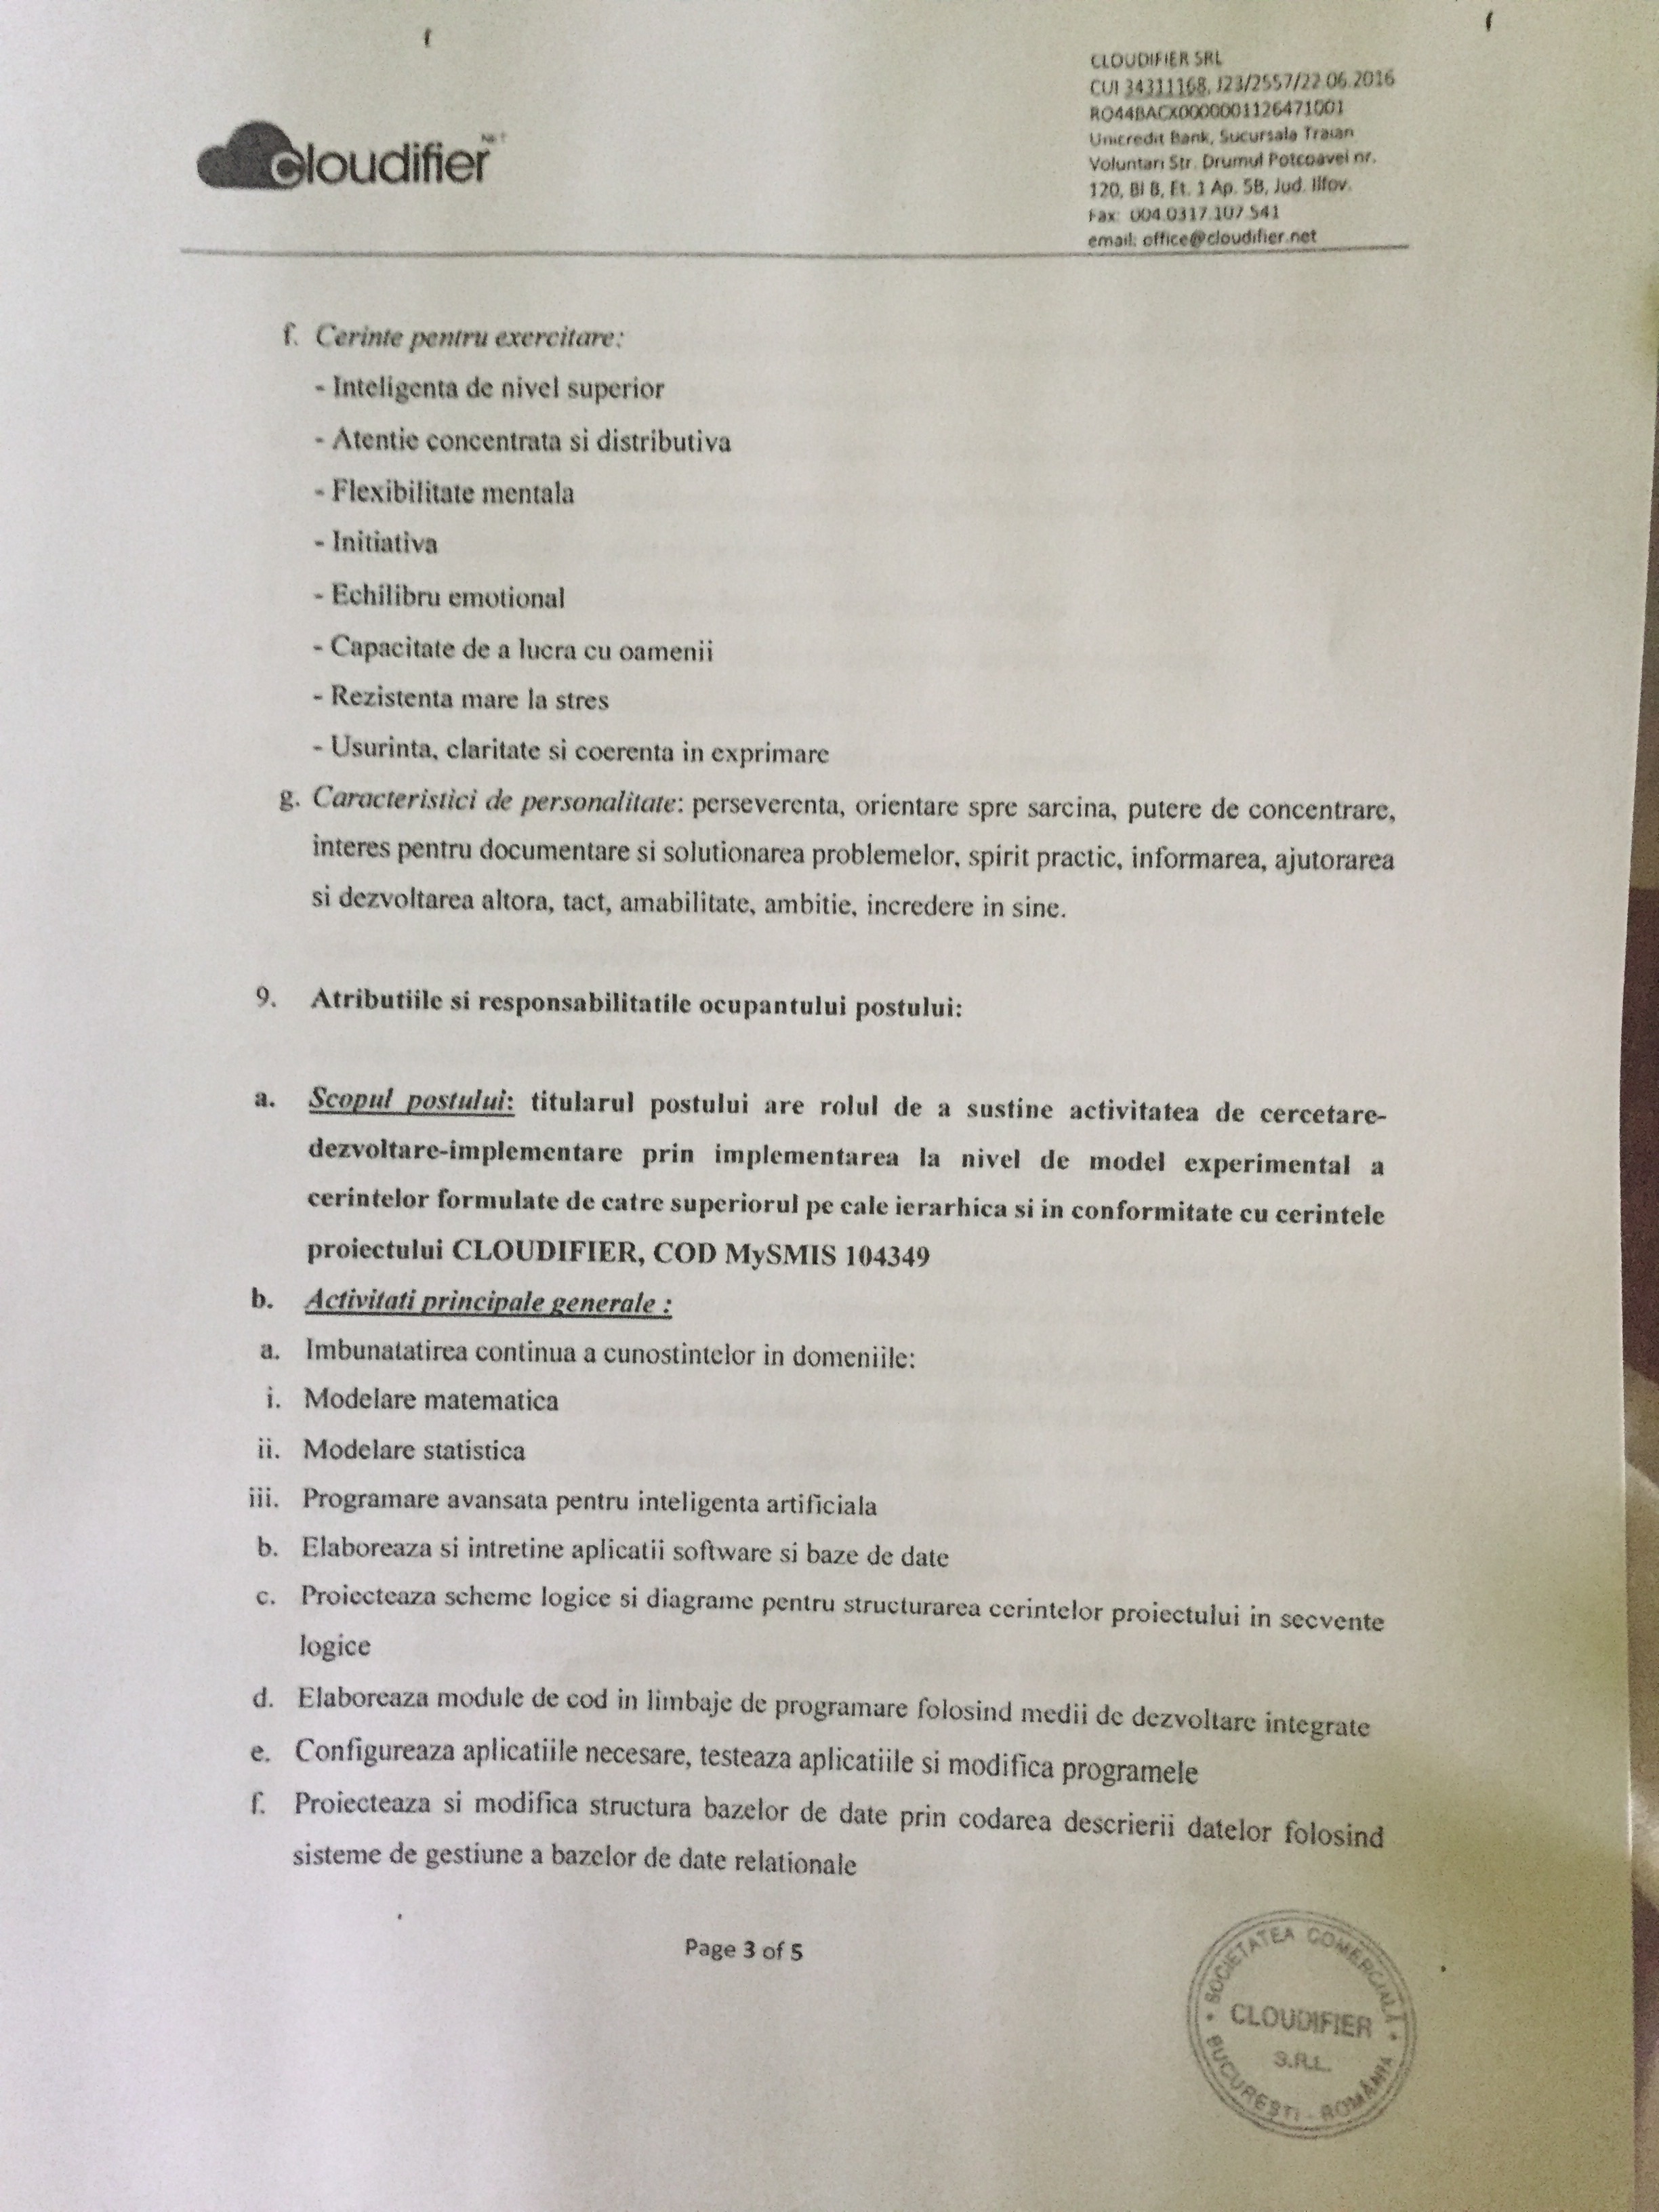 cloudifier
CLOUDIFIER SRL
CUI 34311168, J23/2557/22.06.2016
RO44BACX0000001126471001
Unicredit Bank, Sucursala Traian
Voluntari Str. Drumul Potcoavei nr.
120, Bl B, Et. 1 Ap. 5B, Jud. Ilfov.
Fax: 004.0317.107.541
email: office@cloudifier.net
f. Cerinte pentru exercitare:
- Inteligenta de nivel superior
- Atentie concentrata si distributiva
- Flexibilitate mentala
- Initiativa
- Echilibru emotional
- Capacitate de a lucra cu oamenii
- Rezistenta mare la stres
- Usurinta, claritate si coerenta in exprimare
g. Caracteristici de personalitate: perseverenta, orientare spre sarcina, putere de concentrare,
interes pentru documentare si solutionarea problemelor, spirit practic, informarea, ajutorarea
si dezvoltarea altora, tact, amabilitate, ambitie, incredere in sine.
9. Atributiile si responsabilitatile ocupantului postului:
a. Scopul postului: titularul postului are rolul de a sustine activitatea de cercetare-
dezvoltare-implementare prin implementarea la nivel de model experimental a
cerintelor formulate de catre superiorul pe cale ierarhica si in conformitate cu cerintele
proiectului CLOUDIFIER, COD MySMIS 104349
b. Activitati principale generale :
a. Imbunatatirea continua a cunostintelor in domeniile:
i. Modelare matematica
ii. Modelare statistica
iii. Programare avansata pentru inteligenta artificiala
b. Elaboreaza si intretine aplicatii software si baze de date
c. Proiecteaza scheme logice si diagrame pentru structurarea cerintelor proiectului in secvente
logice
d. Elaboreaza module de cod in limbaje de programare folosind medii de dezvoltare integrate
e. Configureaza aplicatiile necesare, testeaza aplicatiile si modifica programele
f. Proiecteaza si modifica structura bazelor de date prin codarea descrierii datelor folosind
sisteme de gestiune a bazelor de date relationale
Page 3 of 5
SOCIETATEA COMERCIALĂ
CLOUDIFIER
S.R.L.
BUCUREŞTI - ROMÂNIA